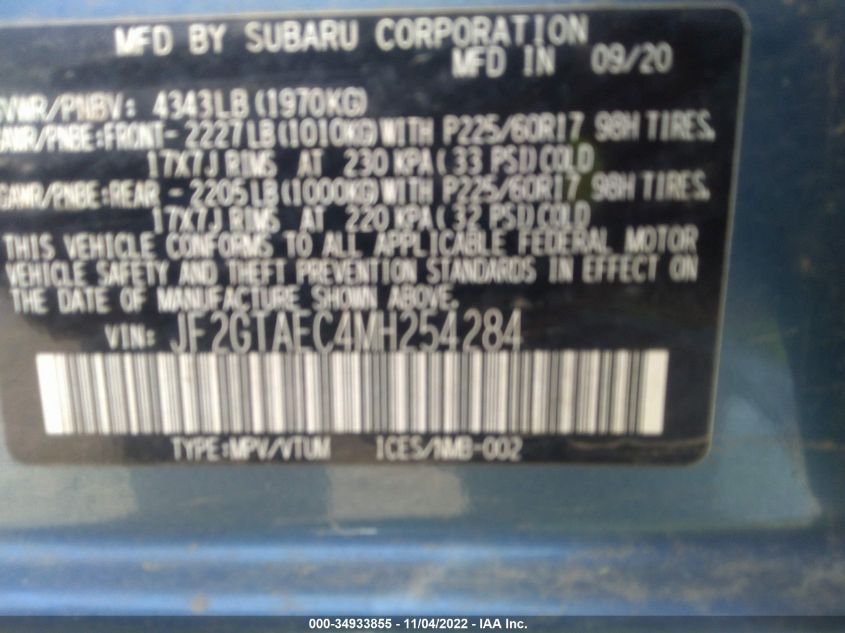 MFD BY SUBARU CORPORATION
MFD IN 09/20
GVWR/PNBV: 4343LB (1970KG)
GAWR/PNBE:FRONT- 2227LB(1010KG)WITH P225/60R17 98H TIRES,
17X7J RIMS AT 230 KPA( 33 PSI)COLD
GAWR/PNBE:REAR - 2205LB(1000KG)WITH P225/60R17 98H TIRES,
17X7J RIMS AT 220 KPA( 32 PSI)COLD
THIS VEHICLE CONFORMS TO ALL APPLICABLE FEDERAL MOTOR
VEHICLE SAFETY AND THEFT PREVENTION STANDARDS IN EFFECT ON
THE DATE OF MANUFACTURE SHOWN ABOVE.
VIN: JF2GTAEC4MH254284
TYPE:MPV/VTUM ICES/NMB-002
000-34933855 - 11/04/2022 - IAA Inc.